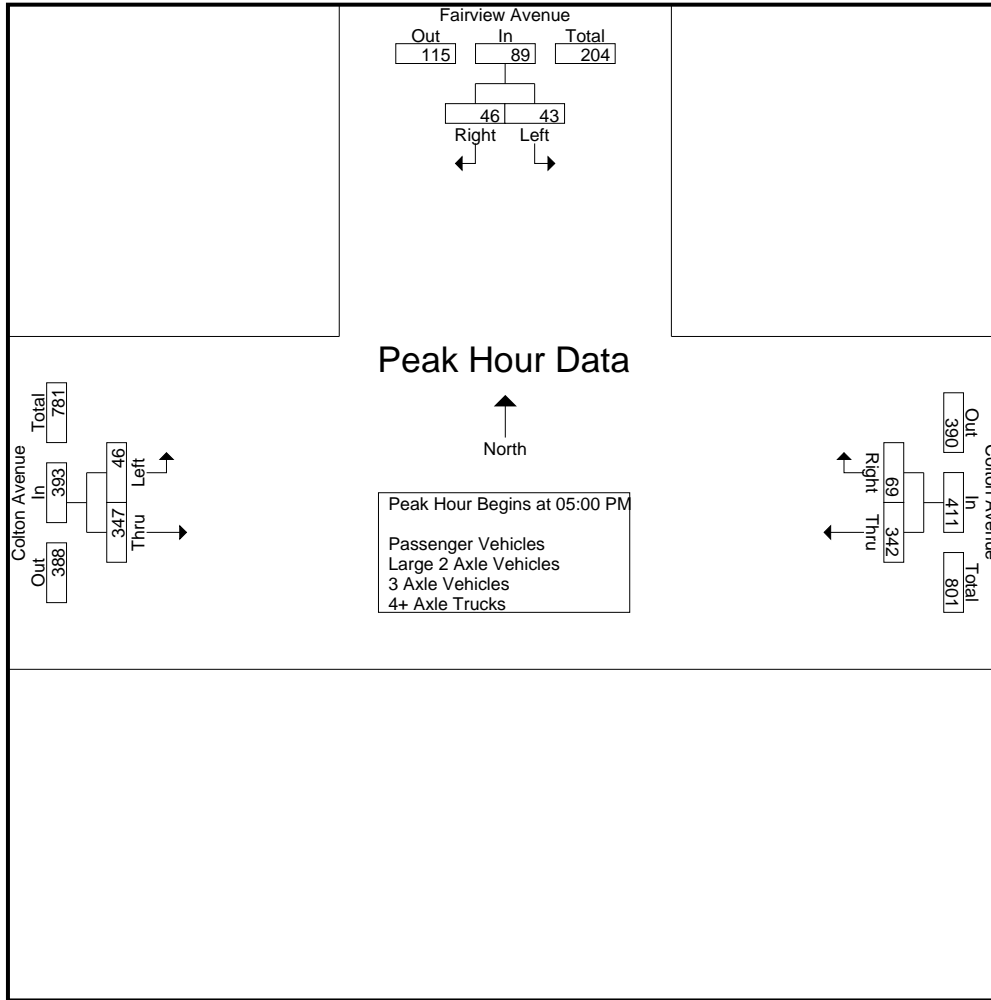 Fairview Avenue
Out In Total
115 89 204
46 43
Right Left
Peak Hour Data
North
Peak Hour Begins at 05:00 PM
Passenger Vehicles
Large 2 Axle Vehicles
3 Axle Vehicles
4+ Axle Trucks
Colton Avenue
Out In Total
388 393 781
46 347
Left Thru
Colton Avenue
Out In Total
390 411 801
69 342
Right Thru